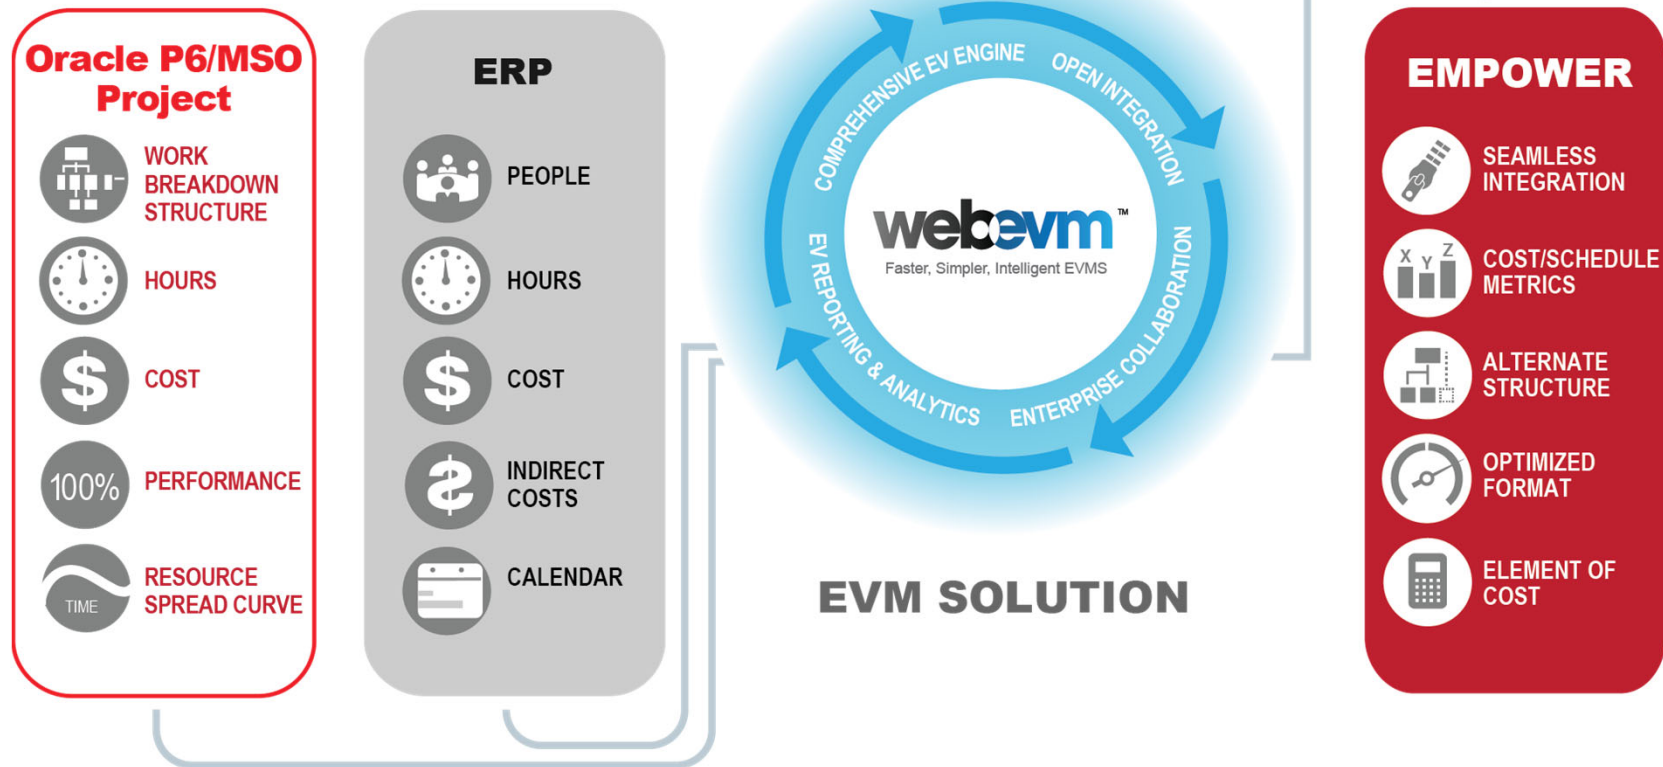 Oracle P6/MSO
Project
WORK
BREAKDOWN
STRUCTURE
HOURS
$
COST
100%
PERFORMANCE
TIME
RESOURCE
SPREAD CURVE
ERP
PEOPLE
HOURS
$
COST
INDIRECT
COSTS
CALENDAR
COMPREHENSIVE EV ENGINE
OPEN INTEGRATION
ENTERPRISE COLLABORATION
EV REPORTING & ANALYTICS
webevm™
Faster, Simpler, Intelligent EVMS
EVM SOLUTION
EMPOWER
SEAMLESS
INTEGRATION
X Y Z
COST/SCHEDULE
METRICS
ALTERNATE
STRUCTURE
OPTIMIZED
FORMAT
ELEMENT OF
COST